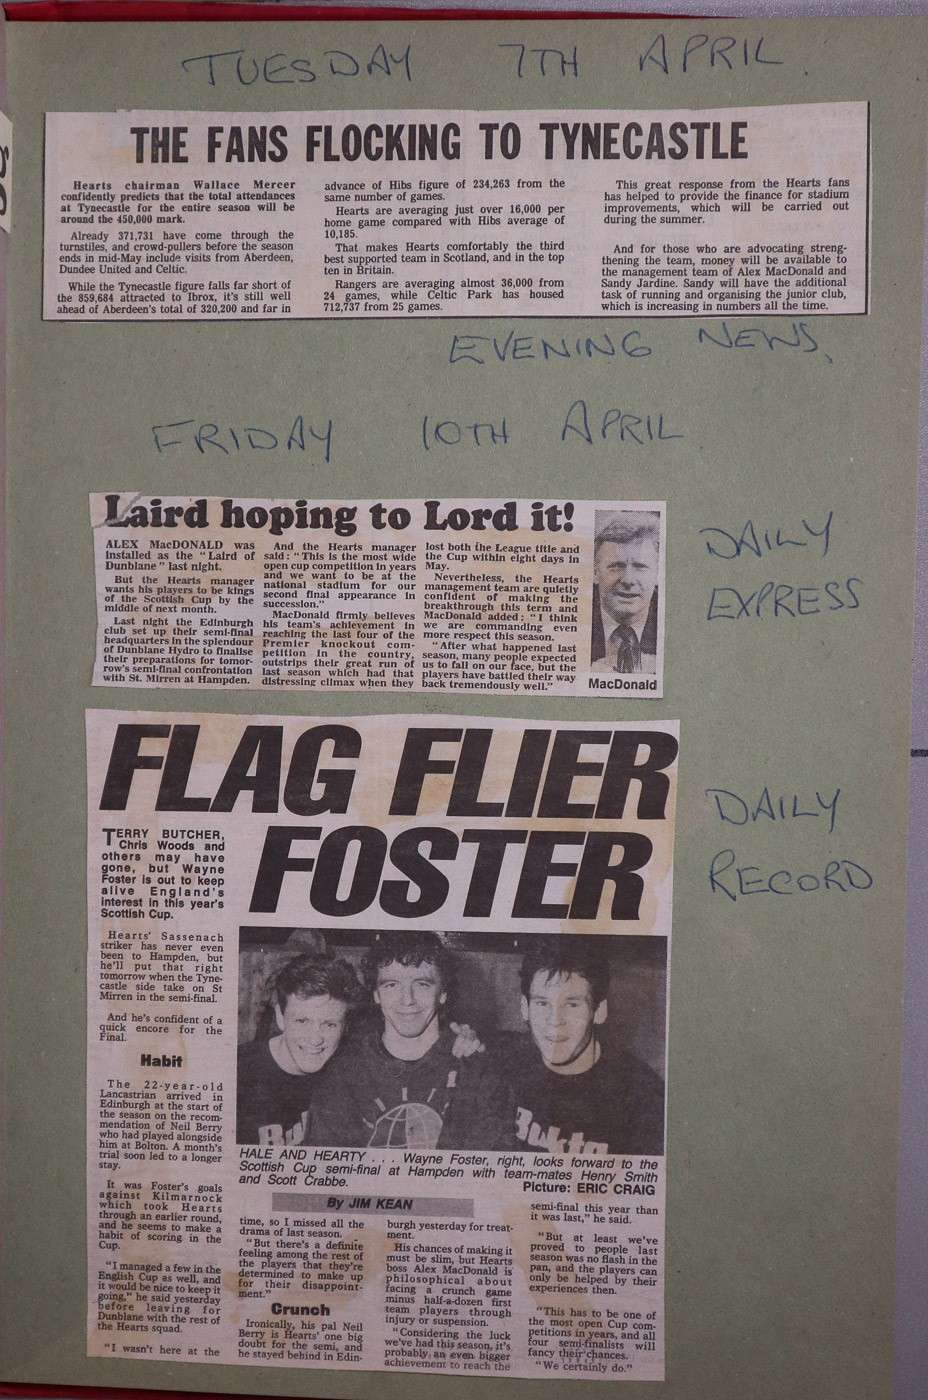 TUESDAY 7TH APRIL
THE FANS FLOCKING TO TYNECASTLE
Hearts chairman Wallace Mercer
confidently predicts that the total attendances
at Tynecastle for the entire season will be
around the 450,000 mark.
Already 371,731 have come through the
turnstiles, and crowd-pullers before the season
ends in mid-May include visits from Aberdeen,
Dundee United and Celtic.
While the Tynecastle figure falls far short of
the 859,684 attracted to Ibrox, it's still well
ahead of Aberdeen's total of 320,200 and far in
advance of Hibs figure of 234,263 from the
same number of games.
Hearts are averaging just over 16,000 per
home game compared with Hibs average of
10,185.
That makes Hearts comfortably the third
best supported team in Scotland, and in the top
ten in Britain.
Rangers are averaging almost 36,000 from
24 games, while Celtic Park has housed
712,737 from 25 games.
This great response from the Hearts fans
has helped to provide the finance for stadium
improvements, which will be carried out
during the summer.
And for those who are advocating streng-
thening the team, money will be available to
the management team of Alex MacDonald and
Sandy Jardine. Sandy will have the additional
task of running and organising the junior club,
which is increasing in numbers all the time.
EVENING NEWS.
FRIDAY 10TH APRIL
Laird hoping to Lord it!
ALEX MacDONALD was
installed as the "Laird of
Dunblane" last night.
But the Hearts manager
wants his players to be kings
of the Scottish Cup by the
middle of next month.
Last night the Edinburgh
club set up their semi-final
headquarters in the splendour
of Dunblane Hydro to finalise
their preparations for tomor-
row's semi-final confrontation
with St. Mirren at Hampden.
And the Hearts manager
said: "This is the most wide
open cup competition in years
and we want to be at the
national stadium for our
second final appearance in
succession."
MacDonald firmly believes
his team's achievement in
reaching the last four of the
Premier knockout com-
petition in the country,
outstrips their great run of
last season which had that
distressing climax when they
lost both the League title and
the Cup within eight days in
May.
Nevertheless, the Hearts
management team are quietly
confident of making the
breakthrough this term and
MacDonald added: "I think
we are commanding even
more respect this season.
"After what happened last
season, many people expected
us to fall on our face, but the
players have battled their way
back tremendously well."
MacDonald
DAILY
EXPRESS
FLAG FLIER
FOSTER
DAILY
RECORD
TERRY BUTCHER,
Chris Woods and
others may have
gone, but Wayne
Foster is out to keep
alive England's
interest in this year's
Scottish Cup.
Hearts' Sassenach
striker has never even
been to Hampden, but
he'll put that right
tomorrow when the Tyne-
castle side take on St
Mirren in the semi-final.
And he's confident of a
quick encore for the
Final.
Habit
The 22-year-old
Lancastrian arrived in
Edinburgh at the start of
the season on the recom-
mendation of Neil Berry
who had played alongside
him at Bolton. A month's
trial soon led to a longer
stay.
It was Foster's goals
against Kilmarnock
which took Hearts
through an earlier round,
and he seems to make a
habit of scoring in the
Cup.
"I managed a few in the
English Cup as well, and
it would be nice to keep it
going," he said yesterday
before leaving for
Dunblane with the rest of
the Hearts squad.
"I wasn't here at the
Bukta
HALE AND HEARTY . . . Wayne Foster, right, looks forward to the
Scottish Cup semi-final at Hampden with team-mates Henry Smith
and Scott Crabbe.
Picture: ERIC CRAIG
By JIM KEAN
time, so I missed all the
drama of last season.
"But there's a definite
feeling among the rest of
the players that they're
determined to make up
for their disappoint-
ment."
Crunch
Ironically, his pal Neil
Berry is Hearts' one big
doubt for the semi, and
he stayed behind in Edin-
burgh yesterday for treat-
ment.
His chances of making it
must be slim, but Hearts
boss Alex MacDonald is
philosophical about
facing a crunch game
minus half-a-dozen first
team players through
injury or suspension.
"Considering the luck
we've had this season, it's
probably an even bigger
achievement to reach the
semi-final this year than
it was last," he said.
"But at least we've
proved to people last
season was no flash in the
pan, and the players can
only be helped by their
experiences then.
"This has to be one of
the most open Cup com-
petitions in years, and all
four semi-finalists will
fancy their chances.
"We certainly do."